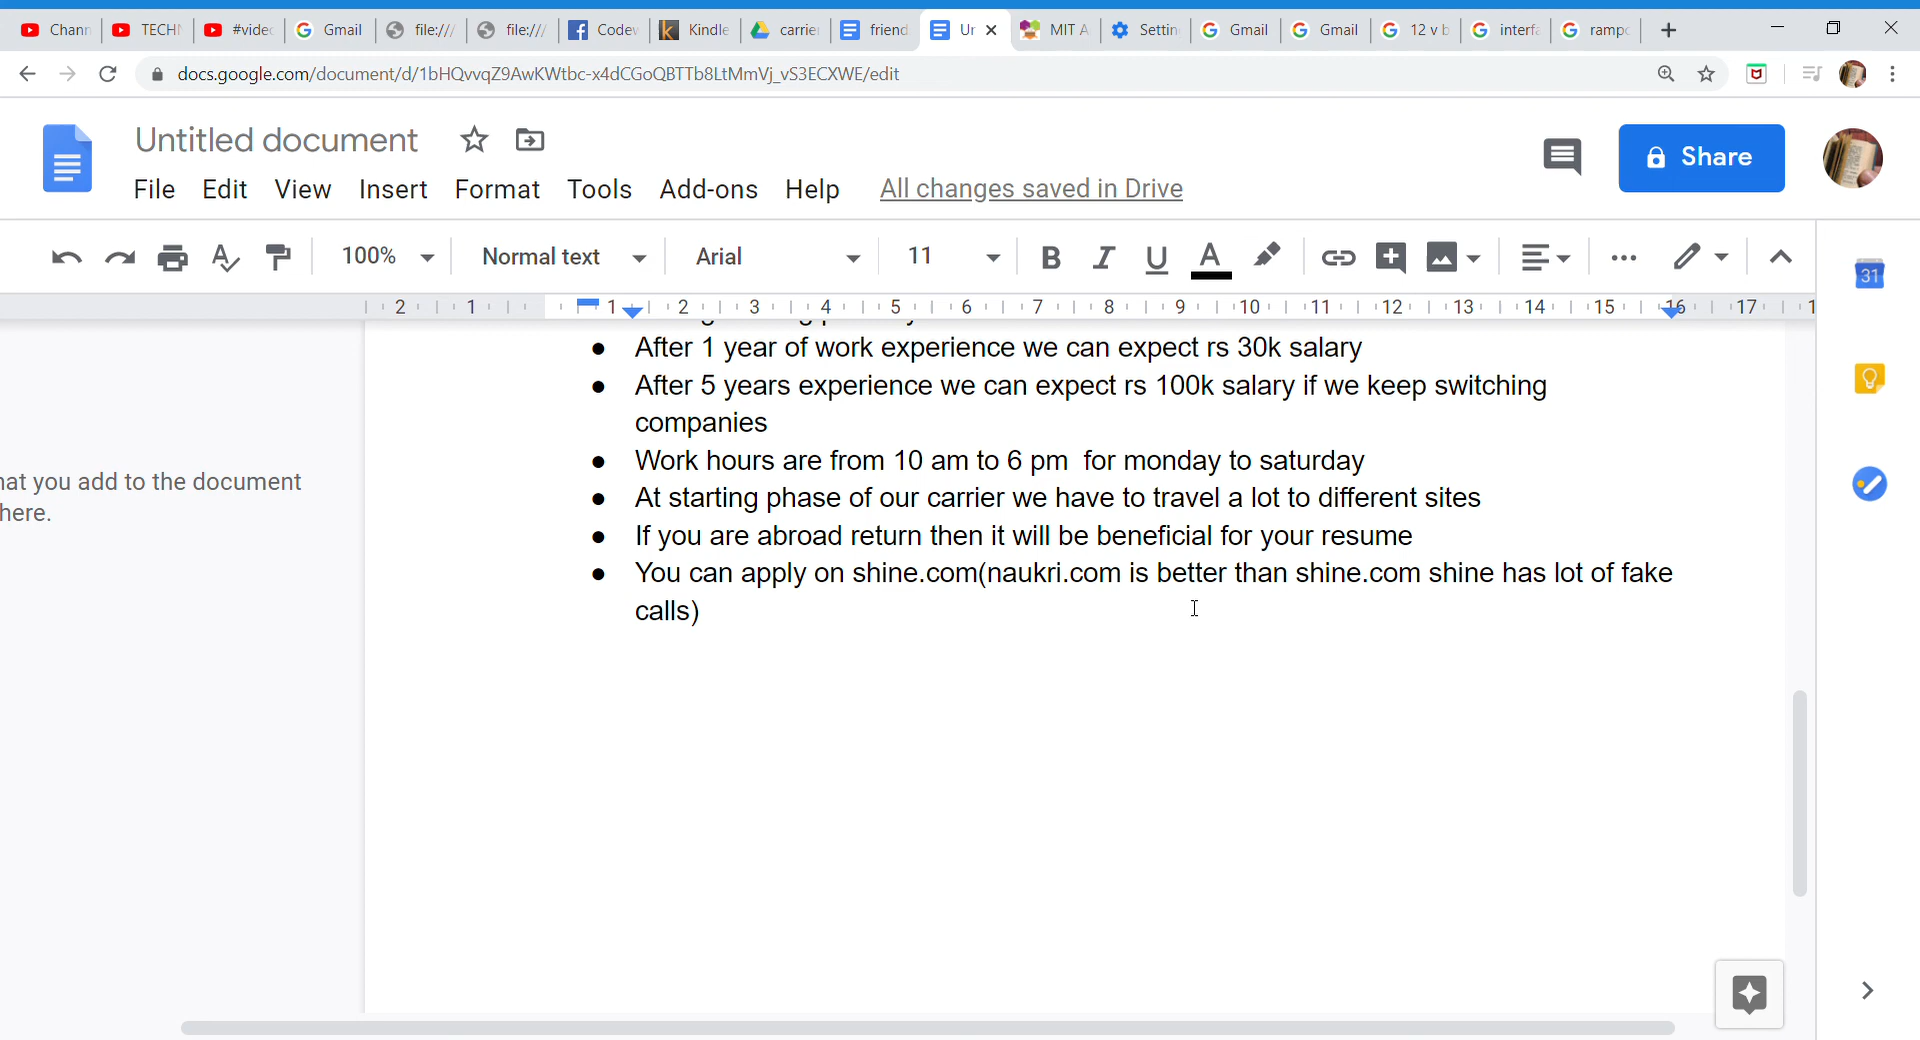 Chann TECHN #videc Gmail file:/// file:/// Codew Kindle carrier friend Ur MIT A Settin Gmail Gmail 12 v b interfa rampo
docs.google.com/document/d/1bHQvvqZ9AwKWtbc-x4dCGoQBTTb8LtMmVj_vS3ECXWE/edit
Untitled document
Share
File Edit View Insert Format Tools Add-ons Help All changes saved in Drive
100% Normal text Arial 11 B I U A
31
2 1 1 2 3 4 5 6 7 8 9 10 11 12 13 14 15 16 17 1
● After 1 year of work experience we can expect rs 30k salary
● After 5 years experience we can expect rs 100k salary if we keep switching
companies
● Work hours are from 10 am to 6 pm  for monday to saturday
● At starting phase of our carrier we have to travel a lot to different sites
● If you are abroad return then it will be beneficial for your resume
● You can apply on shine.com(naukri.com is better than shine.com shine has lot of fake
calls)
hat you add to the document
here.